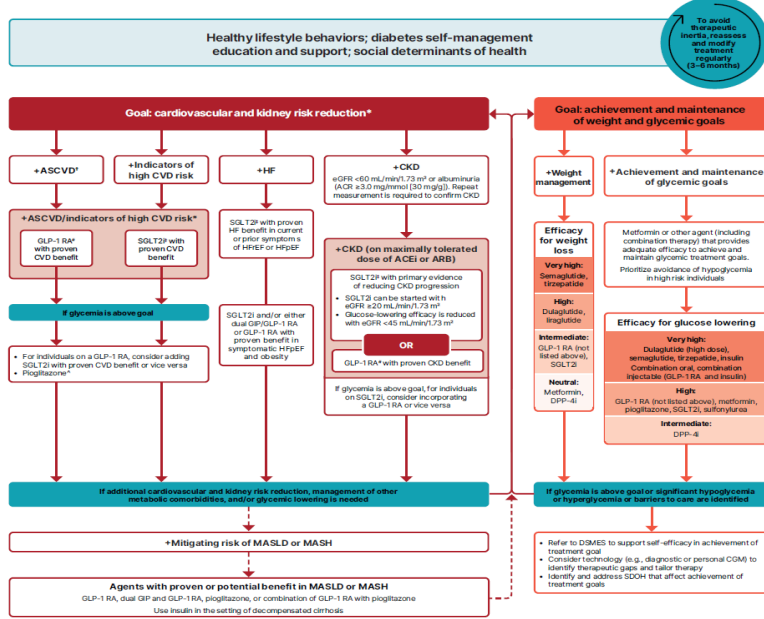 Healthy lifestyle behaviors; diabetes self-management
education and support; social determinants of health
To avoid
therapeutic
inertia, reassess
and modify
treatment
regularly
(3–6 months)
Goal: cardiovascular and kidney risk reduction*
+ASCVD†
+Indicators of
high CVD risk
+HF
+CKD
eGFR <60 mL/min/1.73 m² or albuminuria
(ACR ≥3.0 mg/mmol [30 mg/g]). Repeat
measurement is required to confirm CKD
+ASCVD/indicators of high CVD risk*
GLP-1 RA*
with proven
CVD benefit
SGLT2i with
proven CVD
benefit
If glycemia is above goal
• For individuals on a GLP-1 RA, consider adding
SGLT2i with proven CVD benefit or vice versa
• Pioglitazone^
SGLT2i with proven
HF benefit in current
or prior symptoms
of HFrEF or HFpEF
SGLT2i and/or either
dual GIP/GLP-1 RA
or GLP-1 RA with
proven benefit in
symptomatic HFpEF
and obesity
+CKD (on maximally tolerated
dose of ACEi or ARB)
SGLT2i with primary evidence
of reducing CKD progression
• SGLT2i can be started with
eGFR ≥20 mL/min/1.73 m²
• Glucose-lowering efficacy is reduced
with eGFR <45 mL/min/1.73 m²
OR
GLP-1 RA* with proven CKD benefit
If glycemia is above goal, for individuals
on SGLT2i, consider incorporating
a GLP-1 RA or vice versa
If additional cardiovascular and kidney risk reduction, management of other
metabolic comorbidities, and/or glycemic lowering is needed
+Mitigating risk of MASLD or MASH
Agents with proven or potential benefit in MASLD or MASH
GLP-1 RA, dual GIP and GLP-1 RA, pioglitazone, or combination of GLP-1 RA with pioglitazone
Use insulin in the setting of decompensated cirrhosis
Goal: achievement and maintenance
of weight and glycemic goals
+Weight
management
Efficacy
for weight
loss
Very high:
Semaglutide,
tirzepatide
High:
Dulaglutide,
liraglutide
Intermediate:
GLP-1 RA (not
listed above),
SGLT2i
Neutral:
Metformin,
DPP-4i
+Achievement and maintenance
of glycemic goals
Metformin or other agent (including
combination therapy) that provides
adequate efficacy to achieve and
maintain glycemic treatment goals.
Prioritize avoidance of hypoglycemia
in high risk individuals
Efficacy for glucose lowering
Very high:
Dulaglutide (high dose),
semaglutide, tirzepatide, insulin
Combination oral, combination
injectable (GLP-1 RA and insulin)
High:
GLP-1 RA (not listed above), metformin,
pioglitazone, SGLT2i, sulfonylurea
Intermediate:
DPP-4i
If glycemia is above goal or significant hypoglycemia
or hyperglycemia or barriers to care are identified
• Refer to DSMES to support self-efficacy in achievement of
treatment goal
• Consider technology (e.g., diagnostic or personal CGM) to
identify therapeutic gaps and tailor therapy
• Identify and address SDOH that affect achievement of
treatment goals